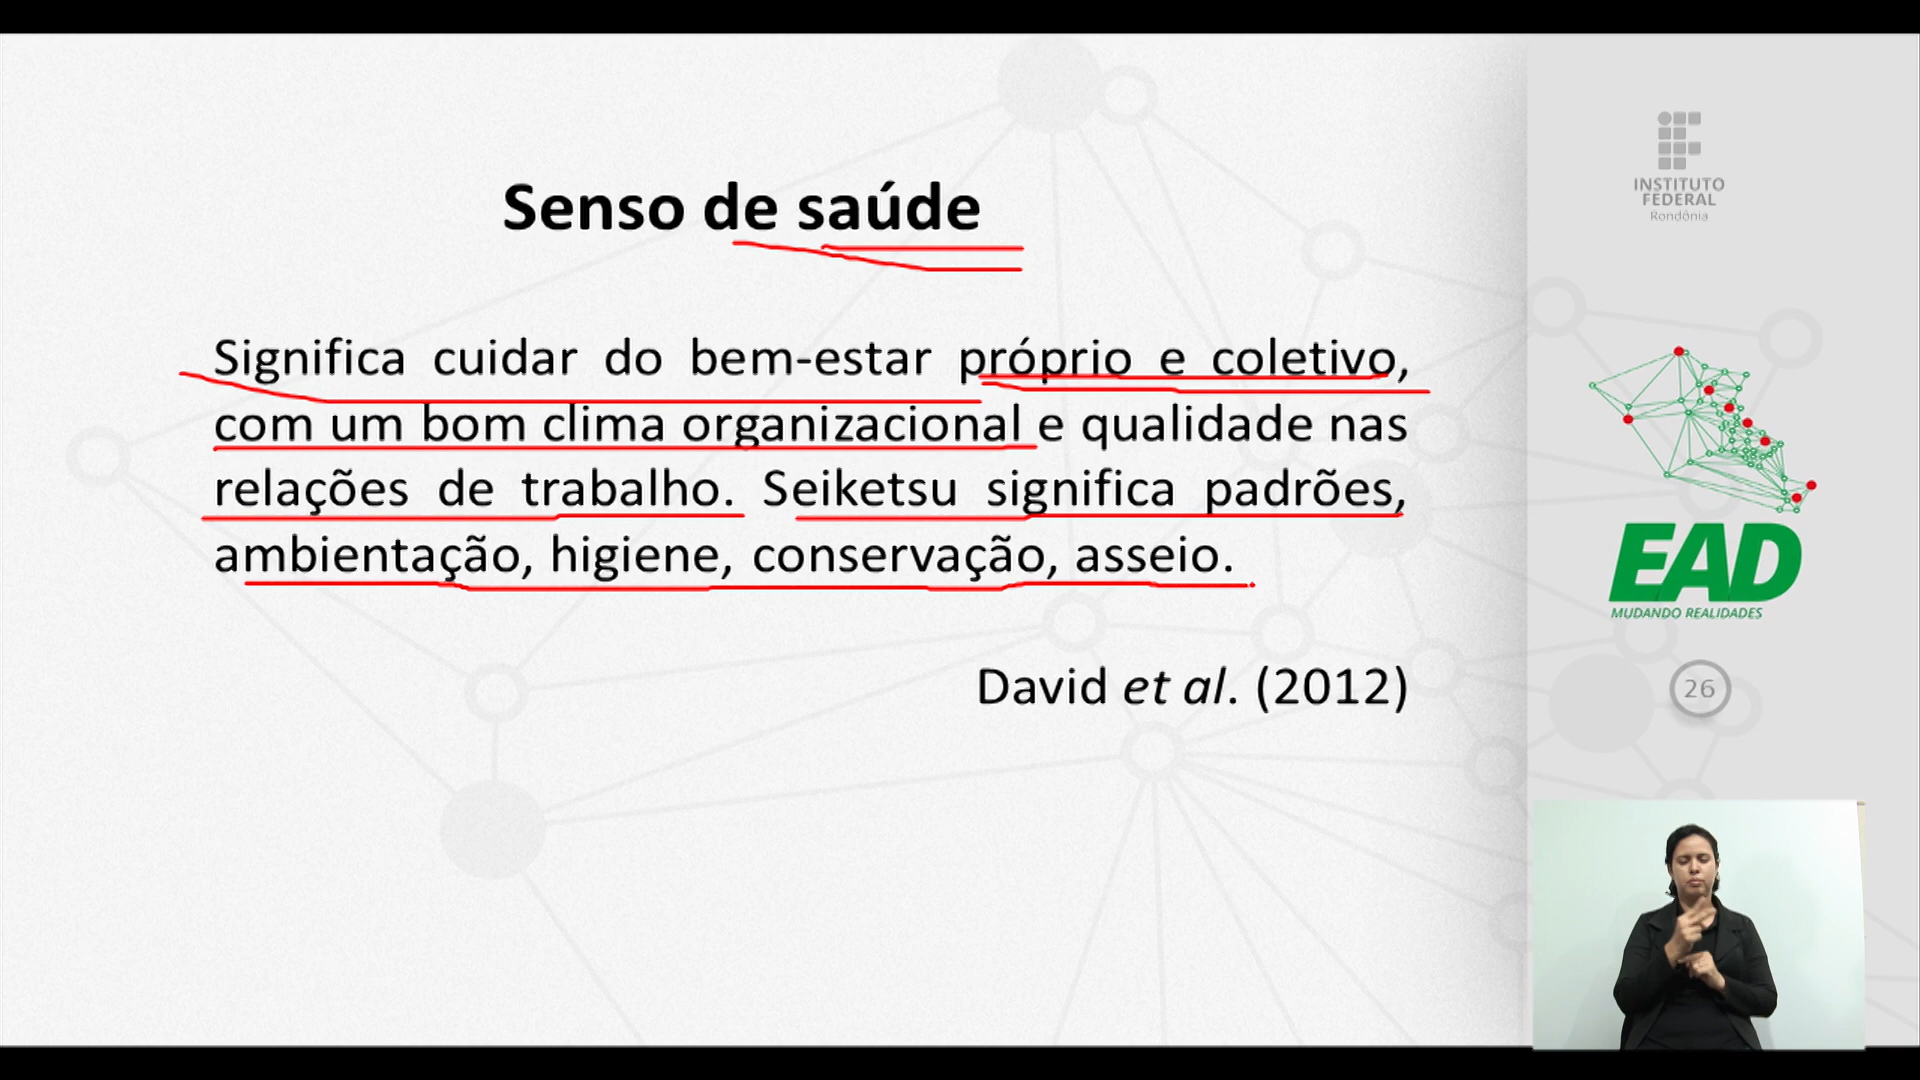 Senso de saúde
Significa cuidar do bem-estar próprio e coletivo,
com um bom clima organizacional e qualidade nas
relações de trabalho. Seiketsu significa padrões,
ambientação, higiene, conservação, asseio.
David et al. (2012)
INSTITUTO
FEDERAL
Rondônia
EAD
MUDANDO REALIDADES
26